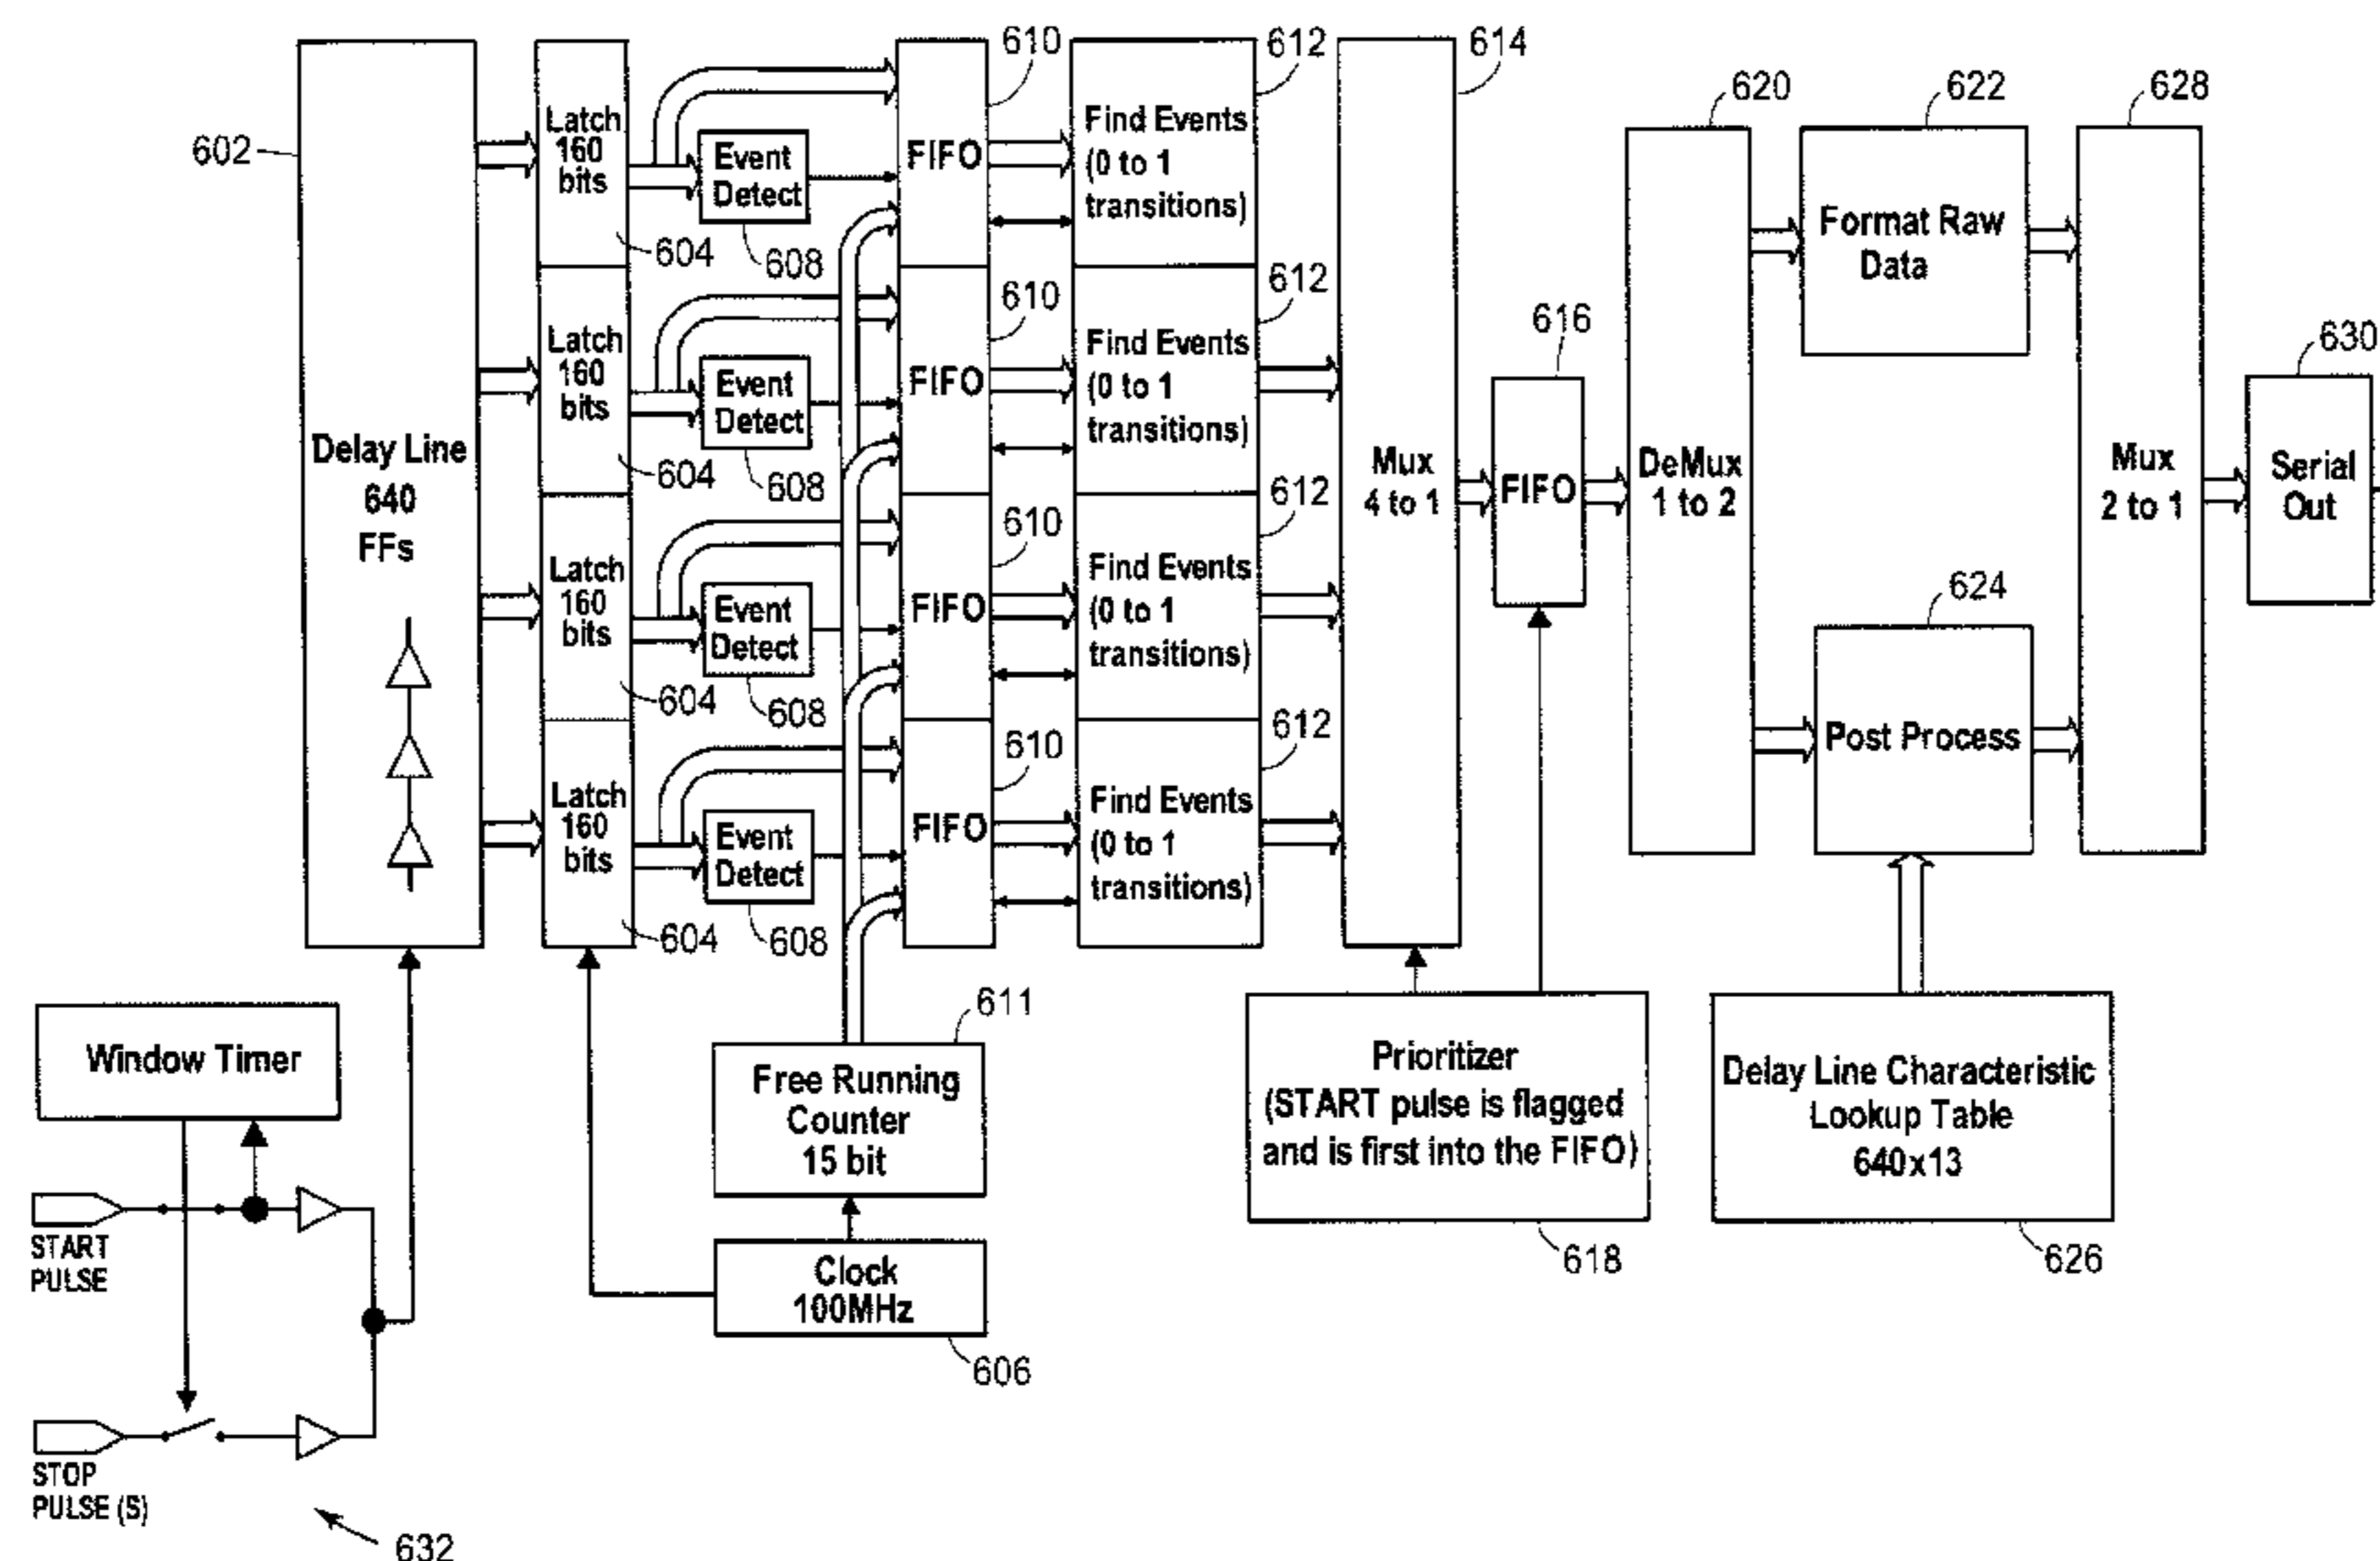 602
Delay Line
640
FFs
Latch
160
bits
604
Latch
160
bits
604
Latch
160
bits
604
Latch
160
bits
604
Event
Detect
608
Event
Detect
608
Event
Detect
608
Event
Detect
608
610
FIFO
610
FIFO
610
FIFO
610
FIFO
612
Find Events
(0 to 1
transitions)
612
Find Events
(0 to 1
transitions)
612
Find Events
(0 to 1
transitions)
612
Find Events
(0 to 1
transitions)
614
Mux
4 to 1
616
FIFO
620
DeMux
1 to 2
622
Format Raw
Data
624
Post Process
628
Mux
2 to 1
630
Serial
Out
Window Timer
START
PULSE
STOP
PULSE (S)
632
611
Free Running
Counter
15 bit
Clock
100MHz
606
Prioritizer
(START pulse is flagged
and is first into the FIFO)
618
Delay Line Characteristic
Lookup Table
640x13
626